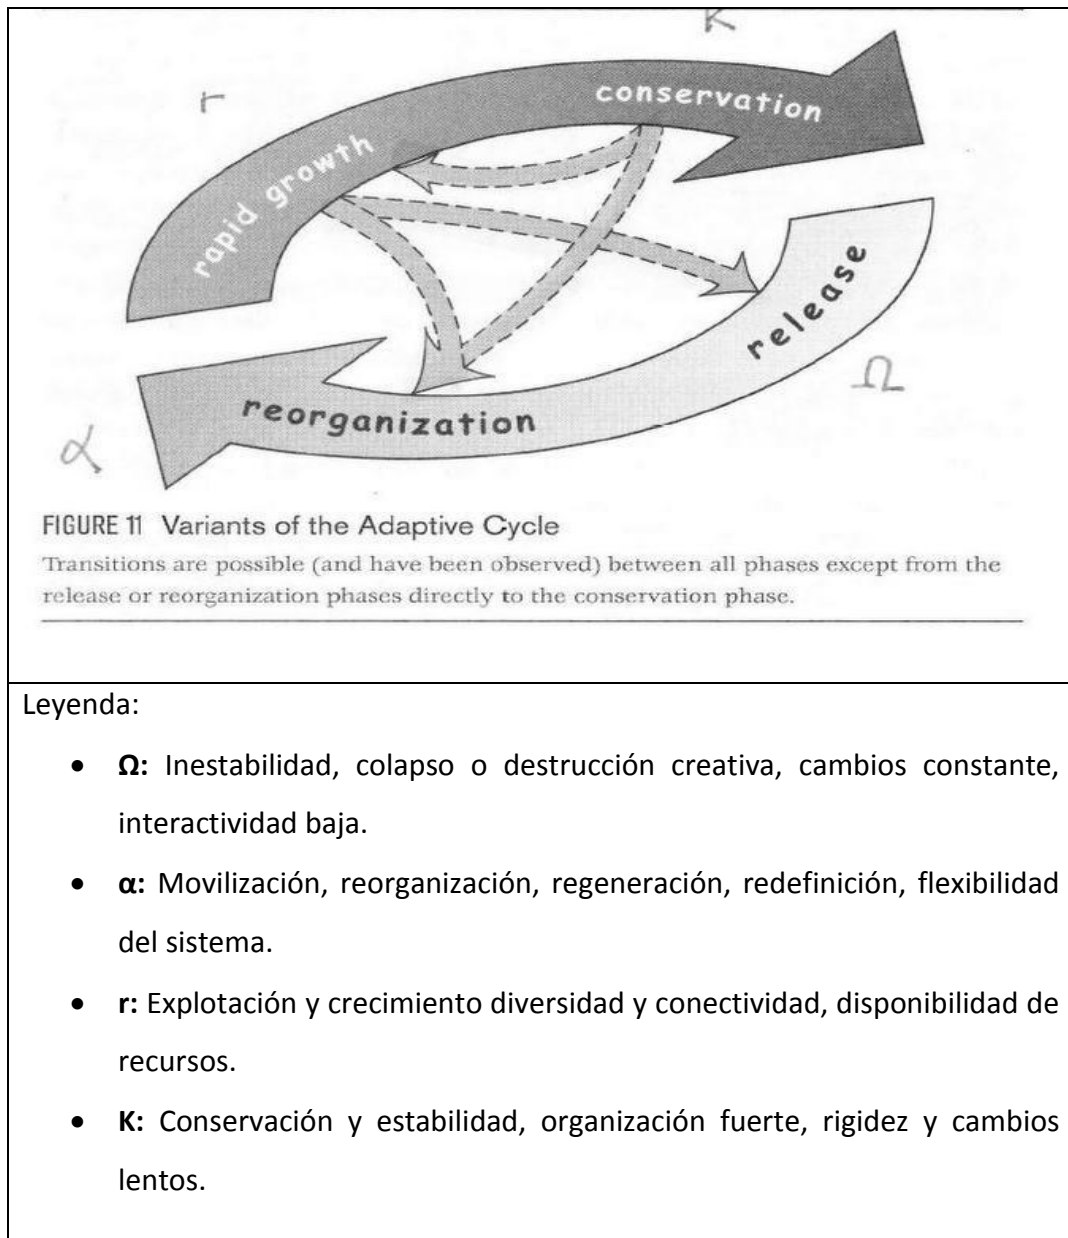 K
r
conservation
rapid growth
release
Ω
reorganization
α
FIGURE 11 Variants of the Adaptive Cycle
Transitions are possible (and have been observed) between all phases except from the
release or reorganization phases directly to the conservation phase.
Leyenda:
• Ω: Inestabilidad, colapso o destrucción creativa, cambios constante,
interactividad baja.
• α: Movilización, reorganización, regeneración, redefinición, flexibilidad
del sistema.
• r: Explotación y crecimiento diversidad y conectividad, disponibilidad de
recursos.
• K: Conservación y estabilidad, organización fuerte, rigidez y cambios
lentos.